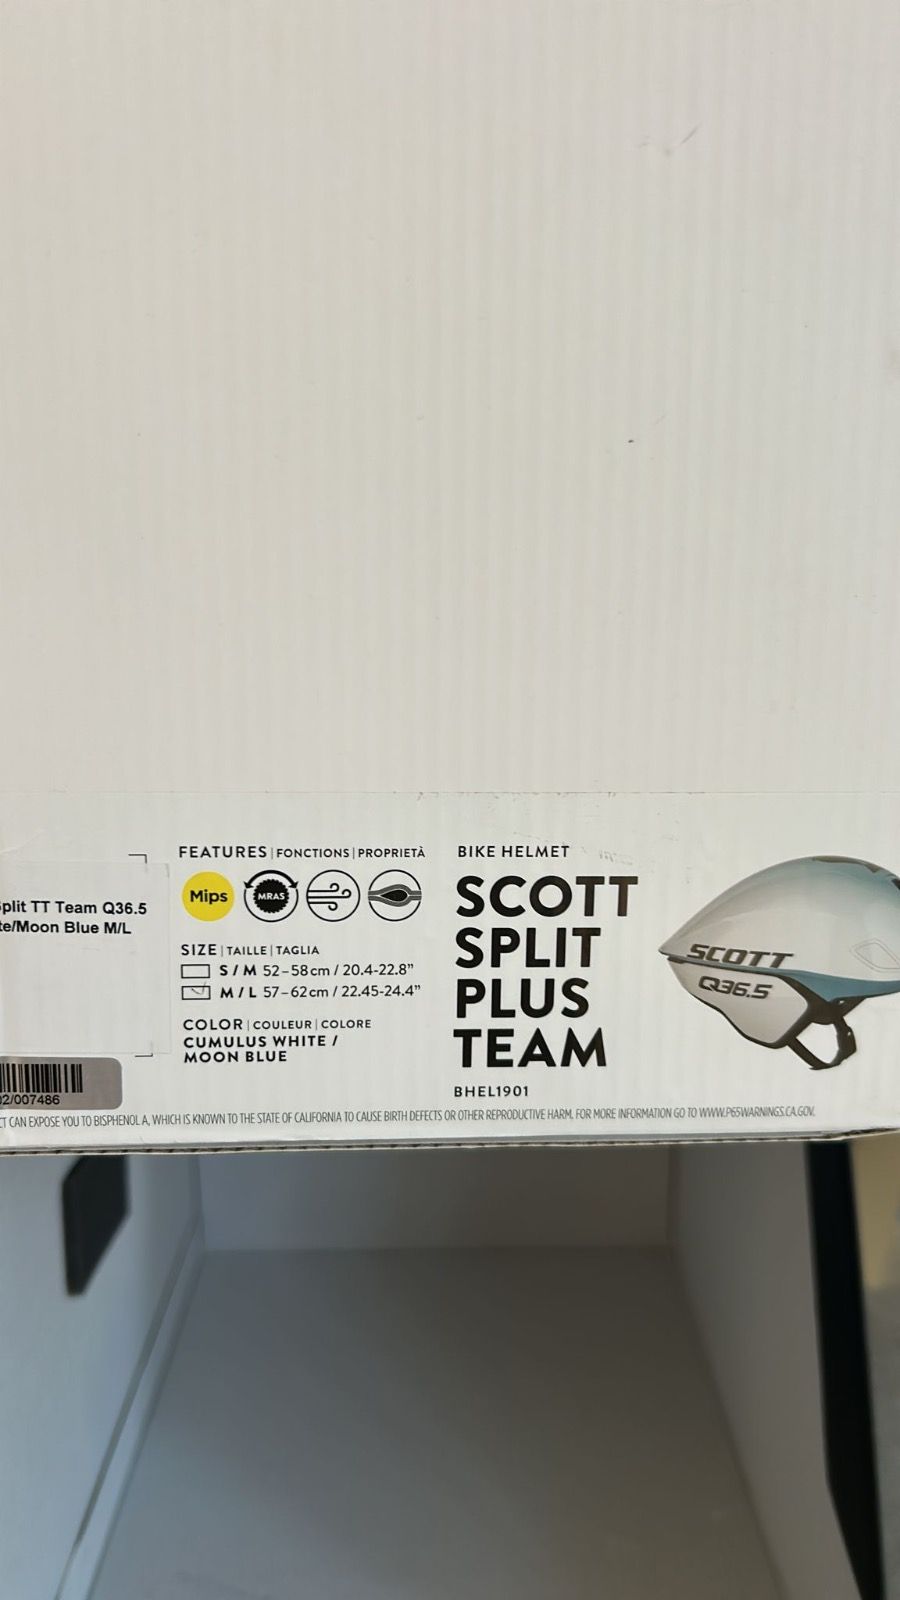 Split TT Team Q36.5
te/Moon Blue M/L
02/007486
FEATURES | FONCTIONS | PROPRIETÀ
Mips
MRAS
SIZE | TAILLE | TAGLIA
S / M 52-58cm / 20.4-22.8"
M / L 57-62cm / 22.45-24.4"
COLOR | COULEUR | COLORE
CUMULUS WHITE /
MOON BLUE
BIKE HELMET
SCOTT
SPLIT
PLUS
TEAM
BHEL1901
SCOTT
Q36.5
CT CAN EXPOSE YOU TO BISPHENOL A, WHICH IS KNOWN TO THE STATE OF CALIFORNIA TO CAUSE BIRTH DEFECTS OR OTHER REPRODUCTIVE HARM. FOR MORE INFORMATION GO TO WWW.P65WARNINGS.CA.GOV.